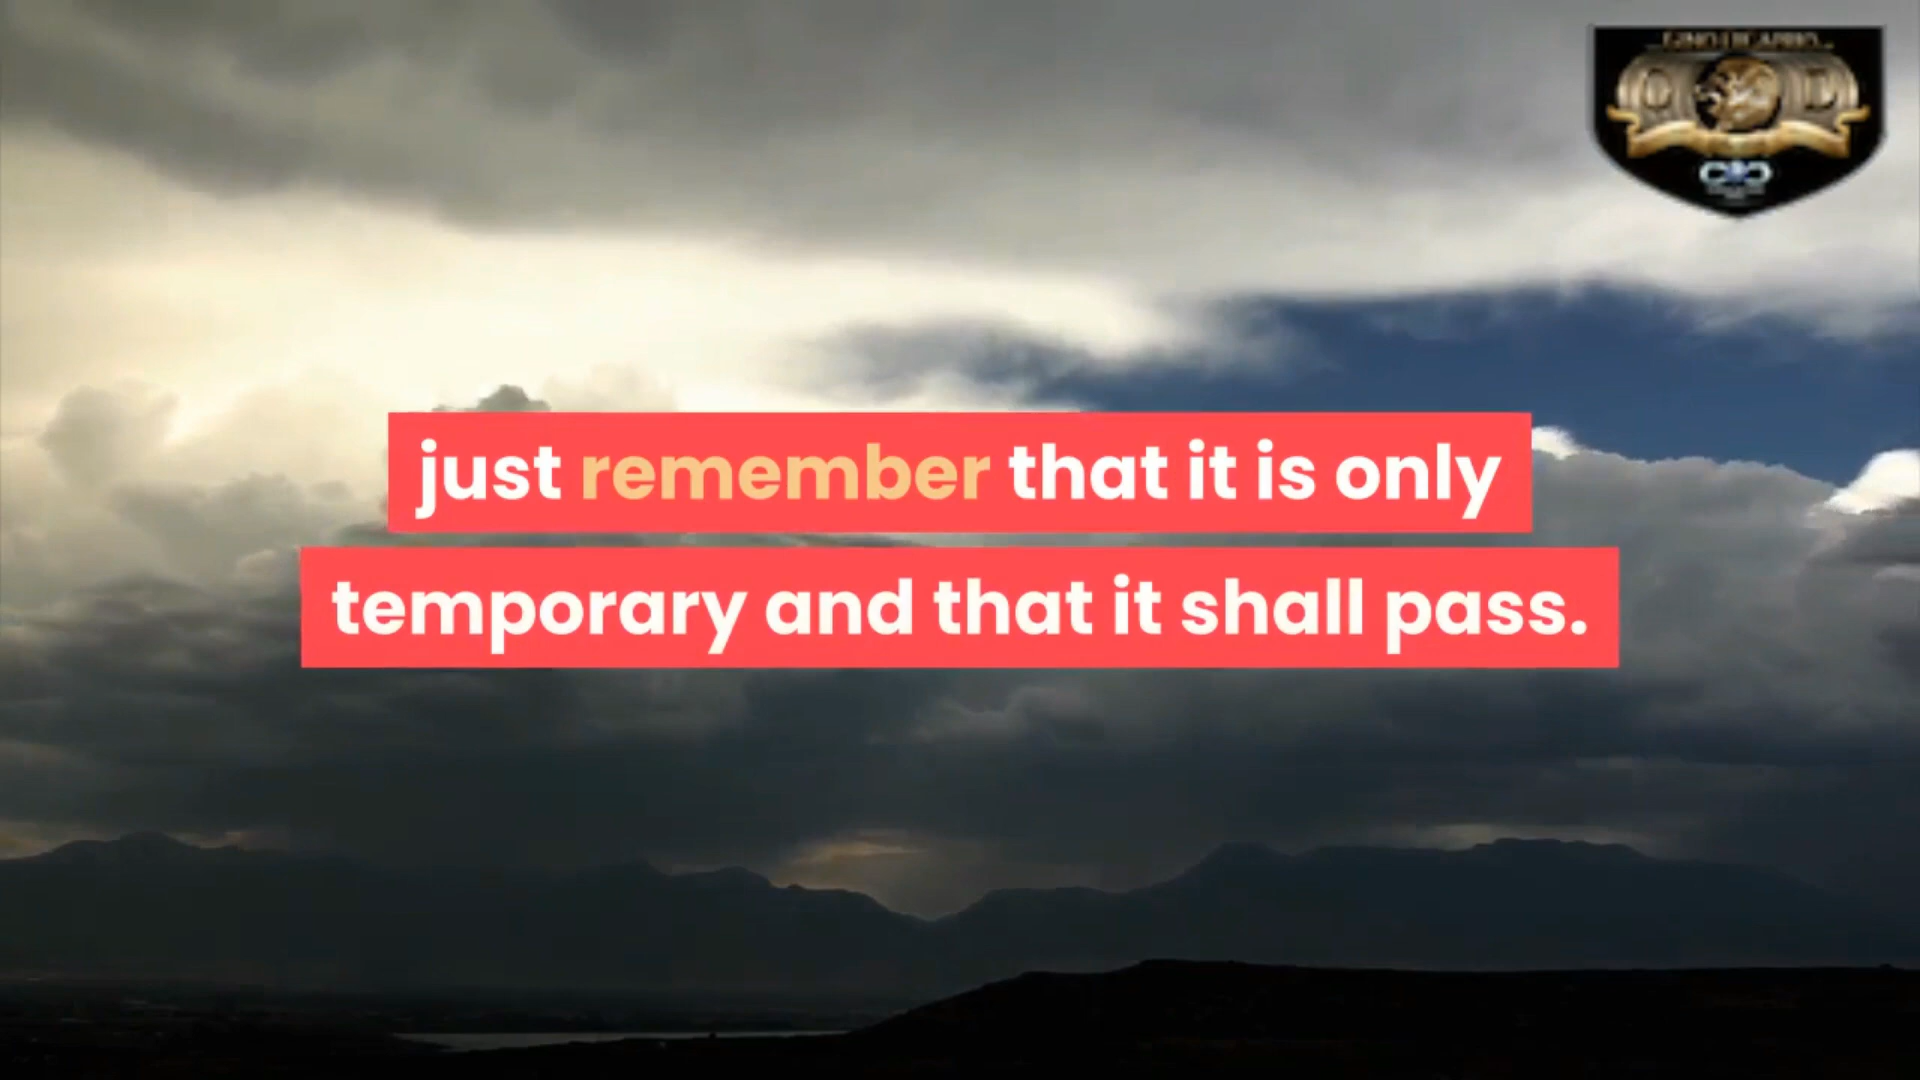 just remember that it is only
temporary and that it shall pass.